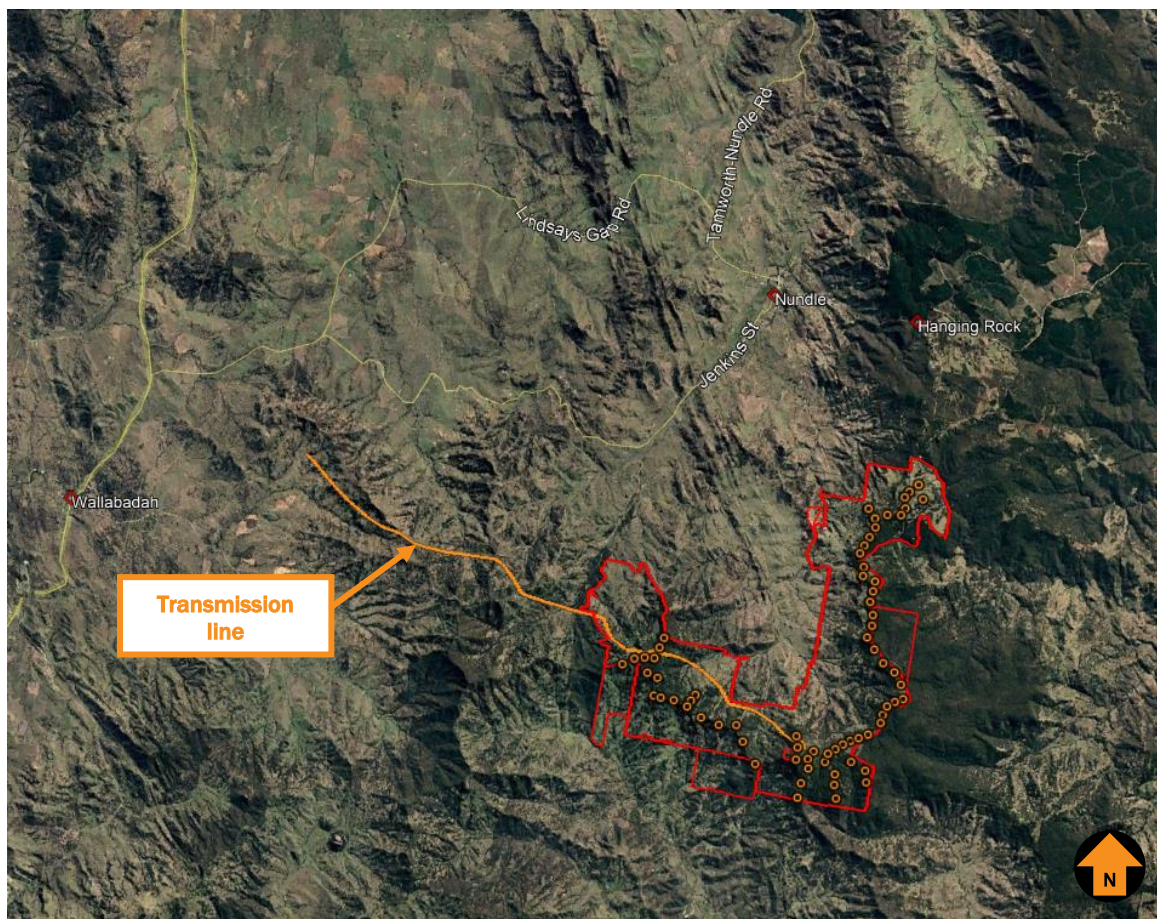 Tamworth-Nundle Rd
Lindsays Gap Rd
Nundle
Hanging Rock
Jenkins St
Wallabadah
Transmission
line
N